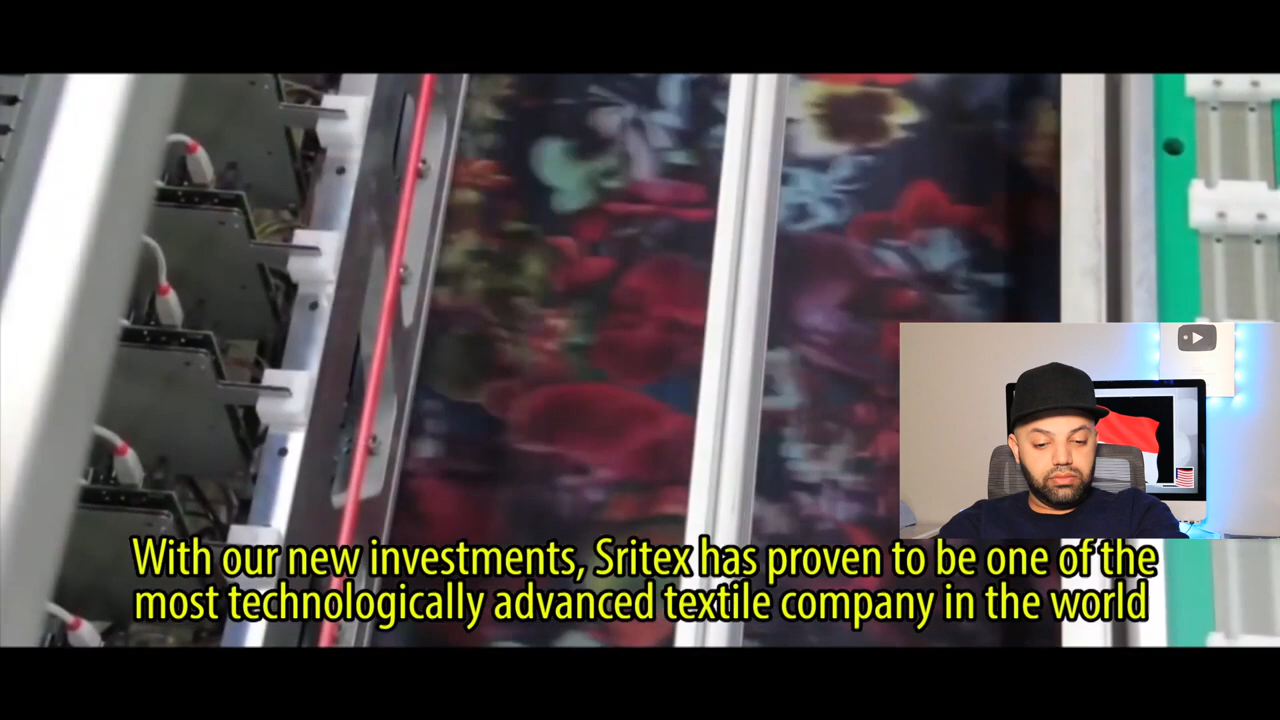 With our new investments, Sritex has proven to be one of the
most technologically advanced textile company in the world